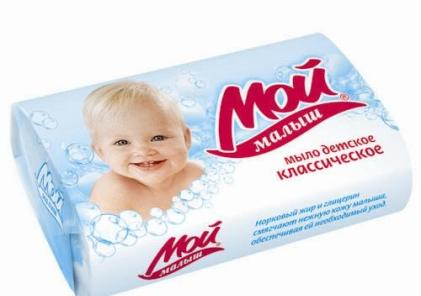 Мой®
малыш
мыло детское
классическое
Норковый жир и глицерин
смягчают нежную кожу малыша,
обеспечивая ей необходимый уход.
Мой®
малыш